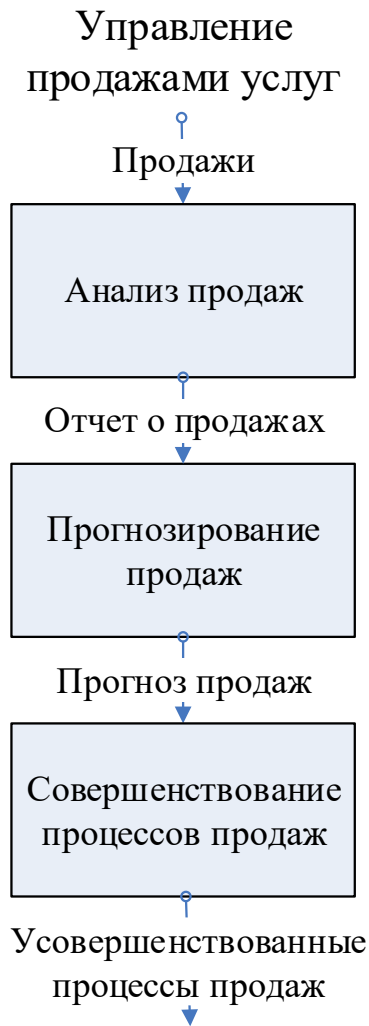 Управление
продажами услуг
Продажи
Анализ продаж
Отчет о продажах
Прогнозирование
продаж
Прогноз продаж
Совершенствование
процессов продаж
Усовершенствованные
процессы продаж